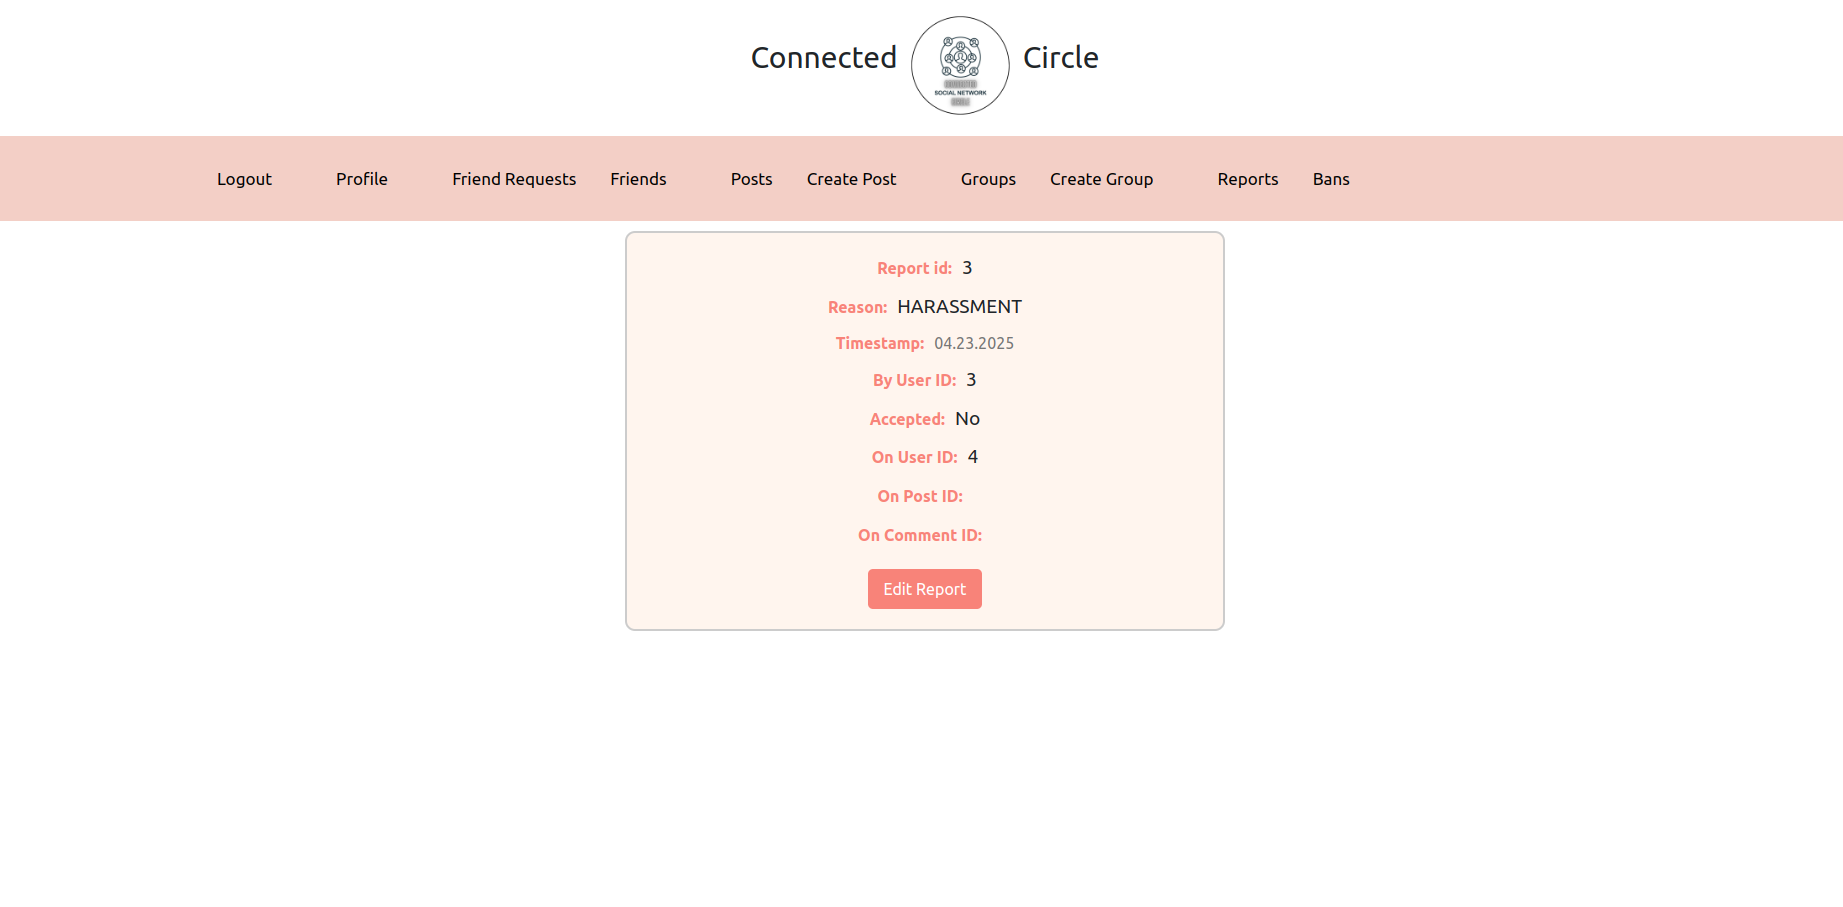 Connected Circle
SOCIAL NETWORK
Logout Profile Friend Requests Friends Posts Create Post Groups Create Group Reports Bans
Report id: 3
Reason: HARASSMENT
Timestamp: 04.23.2025
By User ID: 3
Accepted: No
On User ID: 4
On Post ID:
On Comment ID:
Edit Report